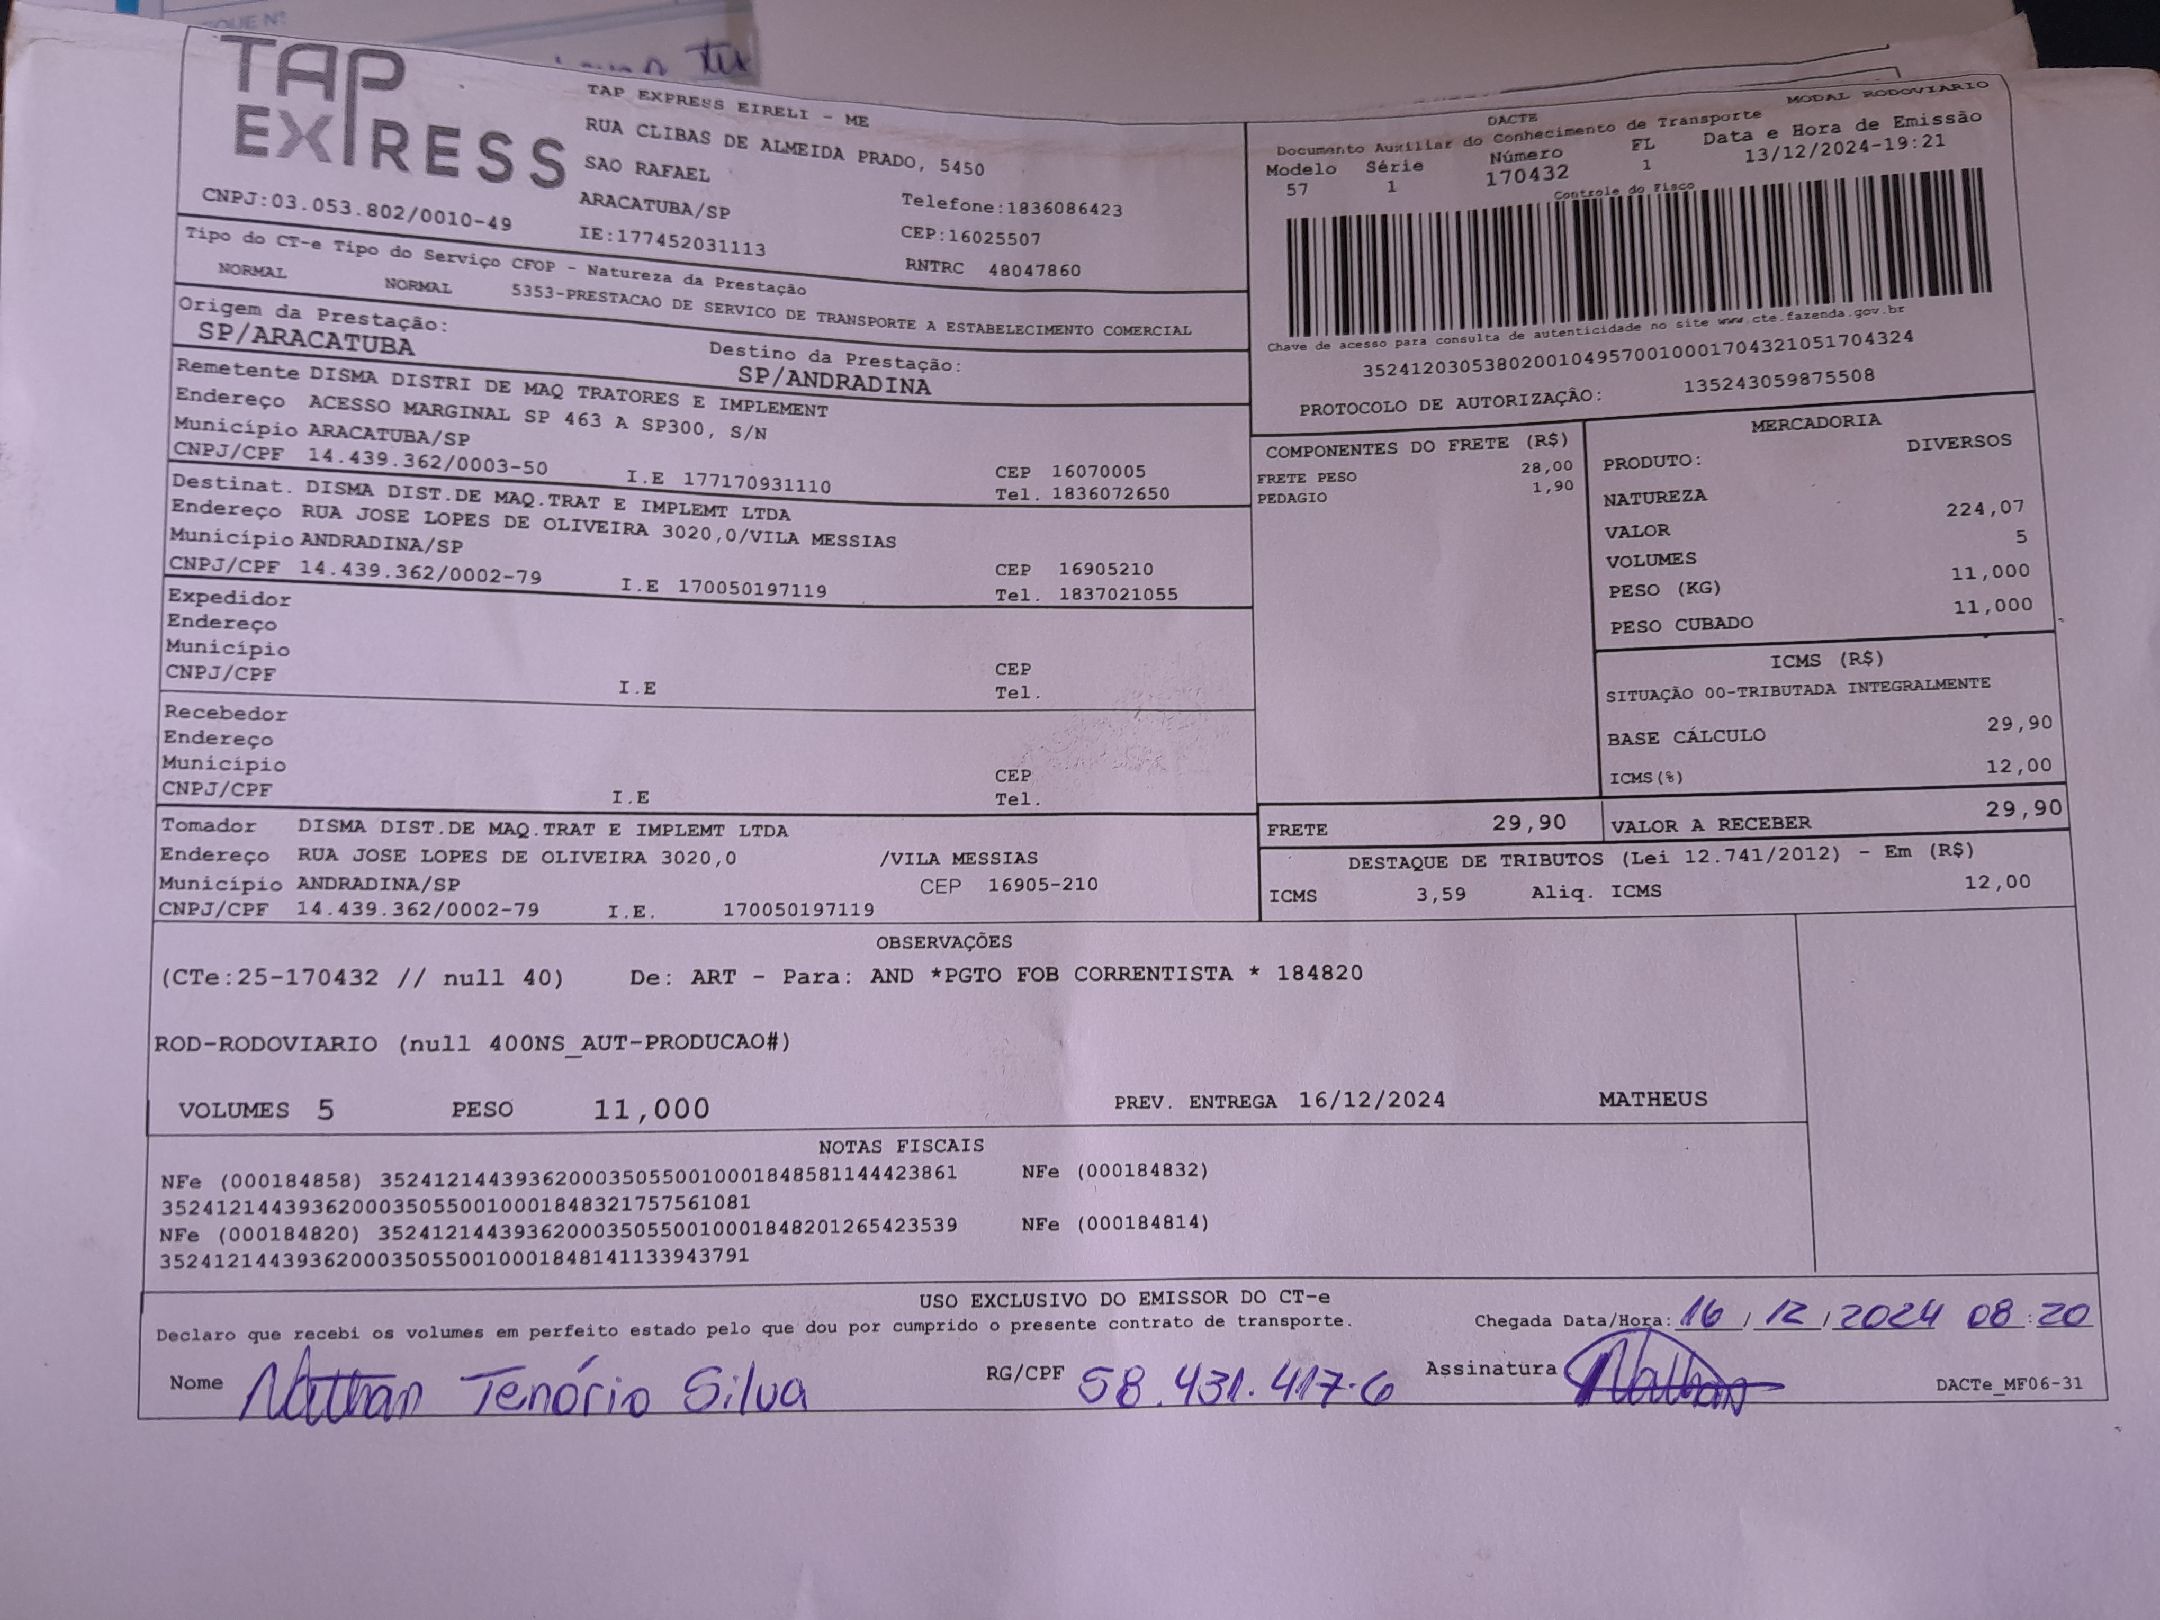 TAP
EXPRESS
TAP EXPRESS EIRELI - ME
RUA CLIBAS DE ALMEIDA PRADO, 5450
SAO RAFAEL
ARACATUBA/SP
Telefone:1836086423
CNPJ:03.053.802/0010-49
IE:177452031113
CEP:16025507
RNTRC 48047860
DACTE
MODAL RODOVIARIO
Documento Auxiliar do Conhecimento de Transporte
Modelo Série Número FL Data e Hora de Emissão
57 1 170432 1 13/12/2024-19:21
Controle do Fisco
Chave de acesso para consulta de autenticidade no site www.cte.fazenda.gov.br
35241203053802001049570010001704321051704324
PROTOCOLO DE AUTORIZAÇÃO: 135243059875508
Tipo do CT-e Tipo do Serviço CFOP - Natureza da Prestação
NORMAL NORMAL 5353-PRESTACAO DE SERVICO DE TRANSPORTE A ESTABELECIMENTO COMERCIAL
Origem da Prestação: Destino da Prestação:
SP/ARACATUBA SP/ANDRADINA
Remetente DISMA DISTRI DE MAQ TRATORES E IMPLEMENT
Endereço ACESSO MARGINAL SP 463 A SP300, S/N
Município ARACATUBA/SP CEP 16070005
CNPJ/CPF 14.439.362/0003-50 I.E 177170931110 Tel. 1836072650
Destinat. DISMA DIST.DE MAQ.TRAT E IMPLEMT LTDA
Endereço RUA JOSE LOPES DE OLIVEIRA 3020,0/VILA MESSIAS
Município ANDRADINA/SP CEP 16905210
CNPJ/CPF 14.439.362/0002-79 I.E 170050197119 Tel. 1837021055
Expedidor
Endereço
Município CEP
CNPJ/CPF I.E Tel.
Recebedor
Endereço
Município CEP
CNPJ/CPF I.E Tel.
Tomador DISMA DIST.DE MAQ.TRAT E IMPLEMT LTDA
Endereço RUA JOSE LOPES DE OLIVEIRA 3020,0 /VILA MESSIAS
Município ANDRADINA/SP CEP 16905-210
CNPJ/CPF 14.439.362/0002-79 I.E. 170050197119
COMPONENTES DO FRETE (R$)
FRETE PESO 28,00
PEDAGIO 1,90
MERCADORIA
PRODUTO: DIVERSOS
NATUREZA
VALOR 224,07
VOLUMES 5
PESO (KG) 11,000
PESO CUBADO 11,000
ICMS (R$)
SITUAÇÃO 00-TRIBUTADA INTEGRALMENTE
BASE CÁLCULO 29,90
ICMS(%) 12,00
FRETE 29,90 VALOR A RECEBER 29,90
DESTAQUE DE TRIBUTOS (Lei 12.741/2012) - Em (R$)
ICMS 3,59 Aliq. ICMS 12,00
OBSERVAÇÕES
(CTe:25-170432 // null 40) De: ART - Para: AND *PGTO FOB CORRENTISTA * 184820
ROD-RODOVIARIO (null 400NS_AUT-PRODUCAO#)
VOLUMES 5 PESO 11,000 PREV. ENTREGA 16/12/2024 MATHEUS
NOTAS FISCAIS
NFe (000184858) 35241214439362000350550010001848581144423861 NFe (000184832)
35241214439362000350550010001848321757561081
NFe (000184820) 35241214439362000350550010001848201265423539 NFe (000184814)
35241214439362000350550010001848141133943791
USO EXCLUSIVO DO EMISSOR DO CT-e
Declaro que recebi os volumes em perfeito estado pelo que dou por cumprido o presente contrato de transporte. Chegada Data/Hora: 16/12/2024 08:20
Nome Nathan Tenório Silva RG/CPF 58.431.417-6 Assinatura Nathan
DACTe_MF06-31